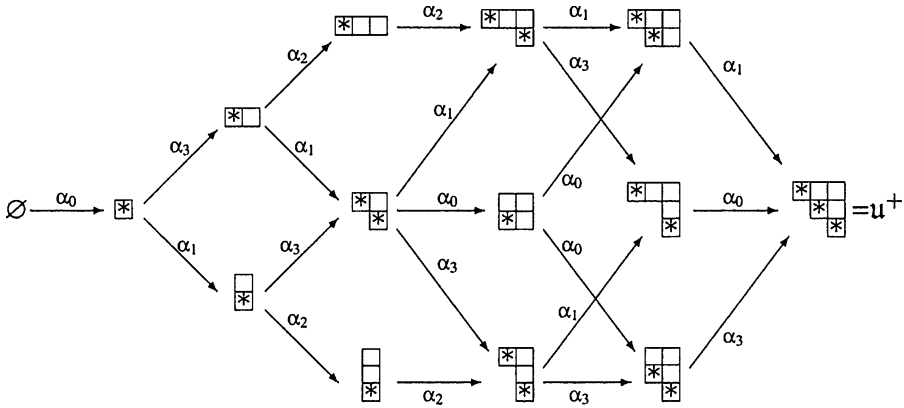 α₂ α₁
α₂ α₃ α₁
α₁
α₃ α₁
α₀
∅ α₀ α₀ α₀ =𝔲⁺
α₁ α₃ α₀
α₃
α₂ α₁
α₃
α₂ α₃